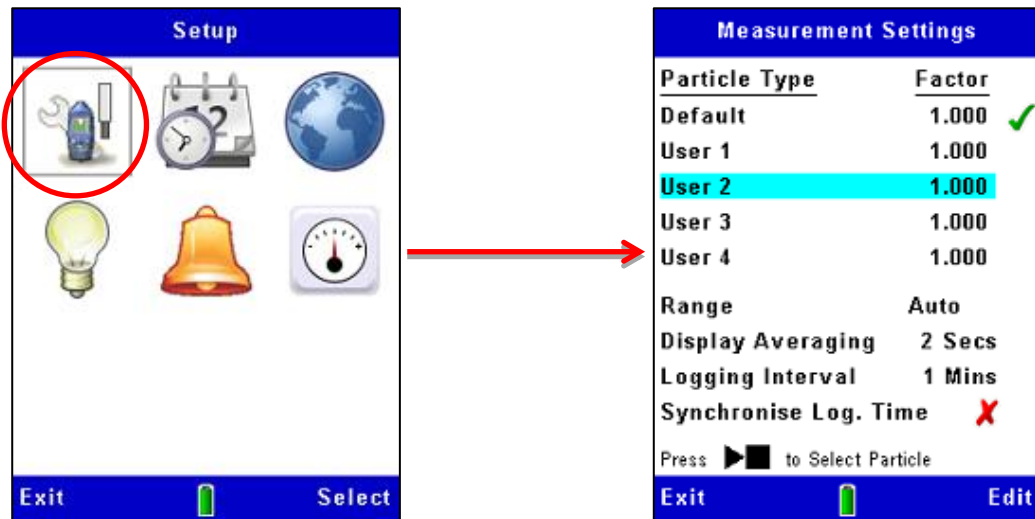 Setup
12
Exit Select
Measurement Settings
Particle Type Factor
Default 1.000
User 1 1.000
User 2 1.000
User 3 1.000
User 4 1.000
Range Auto
Display Averaging 2 Secs
Logging Interval 1 Mins
Synchronise Log. Time
Press to Select Particle
Exit Edit